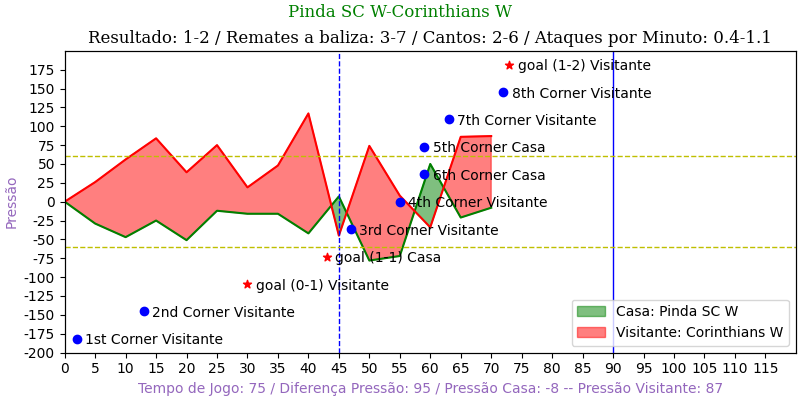 Pinda SC W-Corinthians W
Resultado: 1-2 / Remates a baliza: 3-7 / Cantos: 2-6 / Ataques por Minuto: 0.4-1.1
Pressão
175
150
125
100
75
50
25
0
-25
-50
-75
-100
-125
-150
-175
-200
goal (1-2) Visitante
8th Corner Visitante
7th Corner Visitante
5th Corner Casa
6th Corner Casa
4th Corner Visitante
3rd Corner Visitante
goal (1-1) Casa
goal (0-1) Visitante
2nd Corner Visitante
1st Corner Visitante
Casa: Pinda SC W
Visitante: Corinthians W
0 5 10 15 20 25 30 35 40 45 50 55 60 65 70 75 80 85 90 95 100 105 110 115
Tempo de Jogo: 75 / Diferença Pressão: 95 / Pressão Casa: -8 -- Pressão Visitante: 87